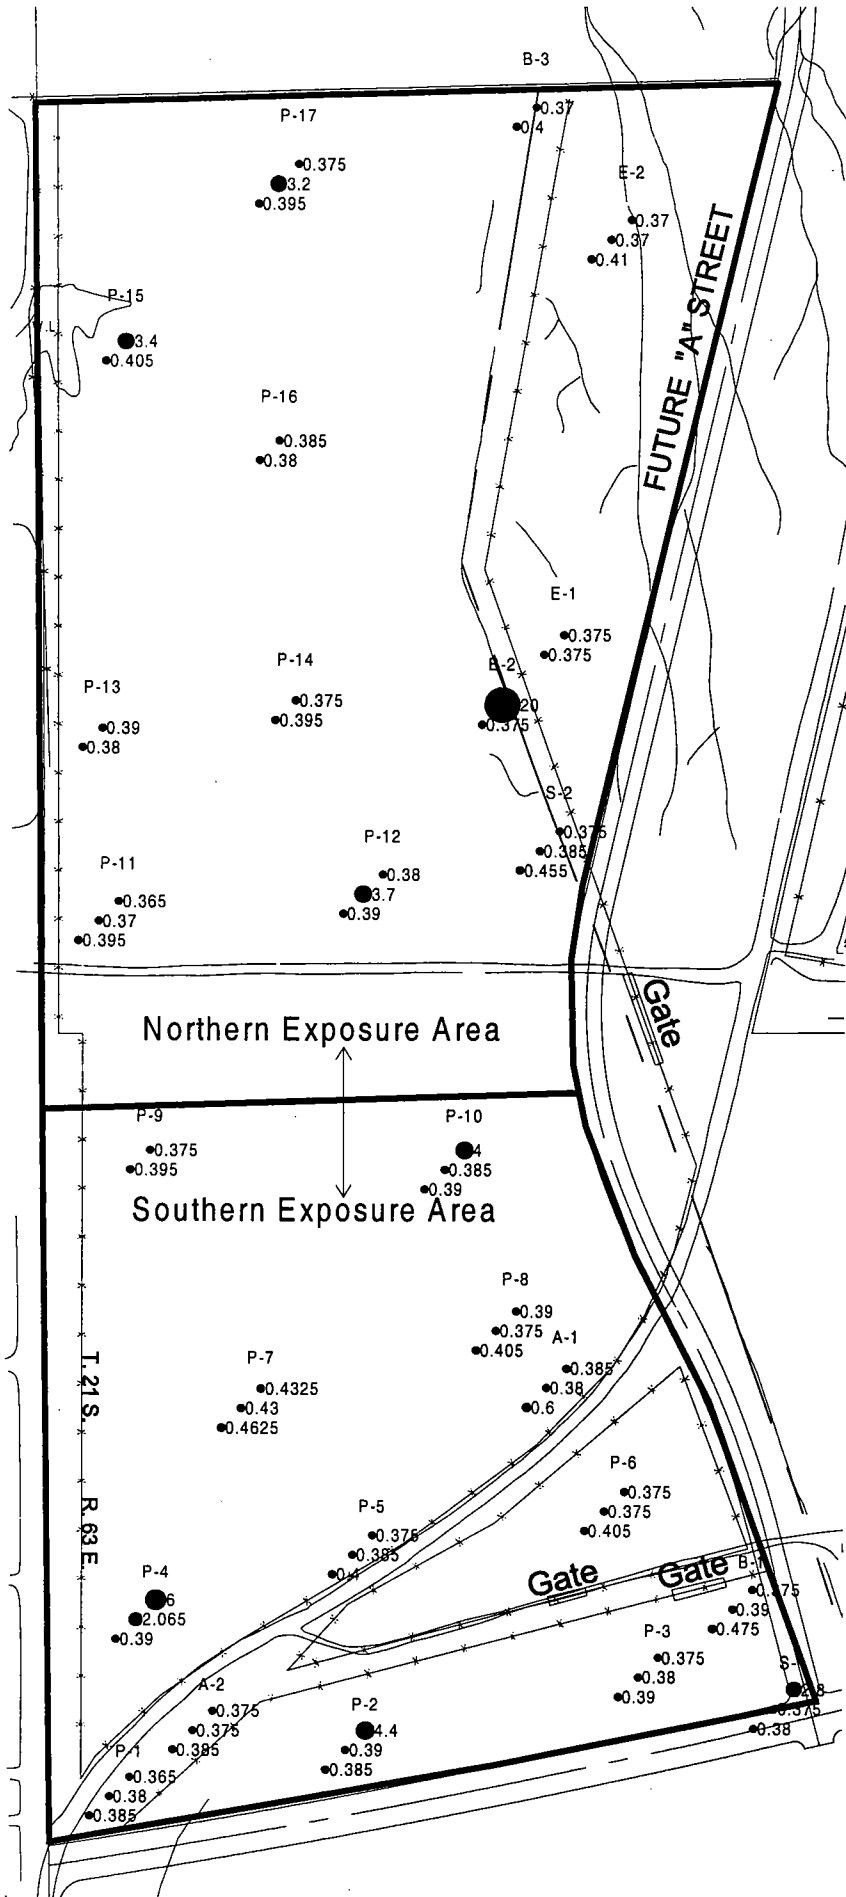 B-3
0.37
0.4
P-17
0.375
3.2
0.395
E-2
0.37
0.37
0.41
FUTURE "A" STREET
P-15
3.4
0.405
P-16
0.385
0.38
E-1
0.375
0.375
B-2
20
0.375
P-14
0.375
0.395
P-13
0.39
0.38
S-2
0.375
0.385
0.455
P-12
0.38
3.7
0.39
P-11
0.365
0.37
0.395
Gate
Northern Exposure Area
P-9
0.375
0.395
P-10
4
0.385
0.39
Southern Exposure Area
P-8
0.39
0.375
0.405
A-1
0.385
0.38
0.6
P-7
0.4325
0.43
0.4625
T. 21 S.
R. 63 E.
P-6
0.375
0.375
0.405
P-5
0.375
0.385
0.4
P-4
6
2.065
0.39
Gate
Gate
B-1
0.375
0.39
0.475
P-3
0.375
0.38
0.39
2.8
0.375
0.38
A-2
0.375
0.375
0.385
P-2
4.4
0.39
0.385
P-1
0.365
0.38
0.385